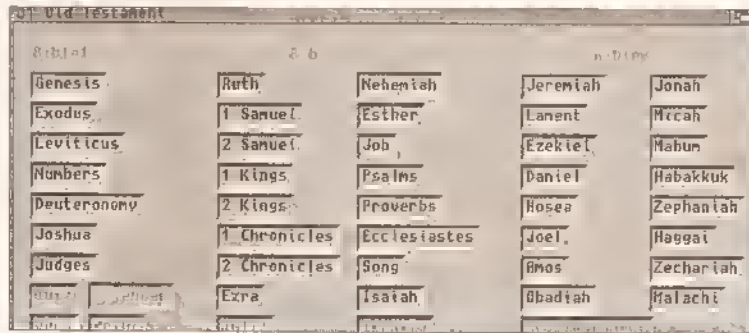 Old Testament
Genesis Ruth Nehemiah Jeremiah Jonah
Exodus 1 Samuel Esther Lament Micah
Leviticus 2 Samuel Job Ezekiel Nahum
Numbers 1 Kings Psalms Daniel Habakkuk
Deuteronomy 2 Kings Proverbs Hosea Zephaniah
Joshua 1 Chronicles Ecclesiastes Joel Haggai
Judges 2 Chronicles Song Amos Zechariah
Ezra Isaiah Obadiah Malachi